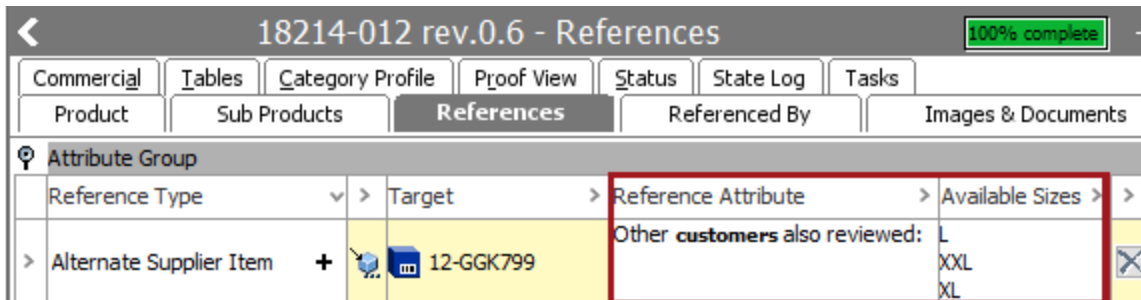 18214-012 rev.0.6 - References 100% complete
Commercial Tables Category Profile Proof View Status State Log Tasks
Product Sub Products References Referenced By Images & Documents
Attribute Group
Reference Type Target Reference Attribute Available Sizes
Alternate Supplier Item 12-GGK799 Other customers also reviewed: L
XXL
XL